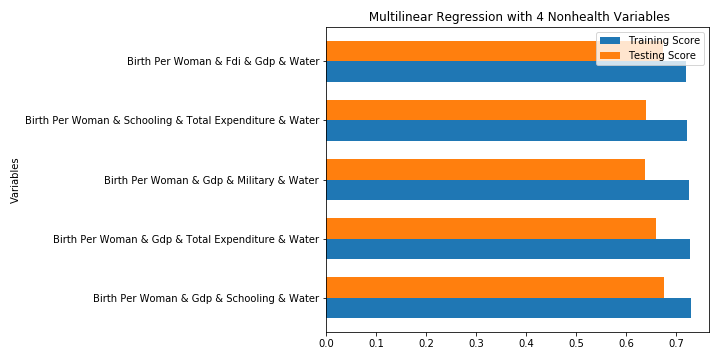 Multilinear Regression with 4 Nonhealth Variables
Training Score
Testing Score
Birth Per Woman & Fdi & Gdp & Water
Birth Per Woman & Schooling & Total Expenditure & Water
Birth Per Woman & Gdp & Military & Water
Birth Per Woman & Gdp & Total Expenditure & Water
Birth Per Woman & Gdp & Schooling & Water
Variables
0.0 0.1 0.2 0.3 0.4 0.5 0.6 0.7